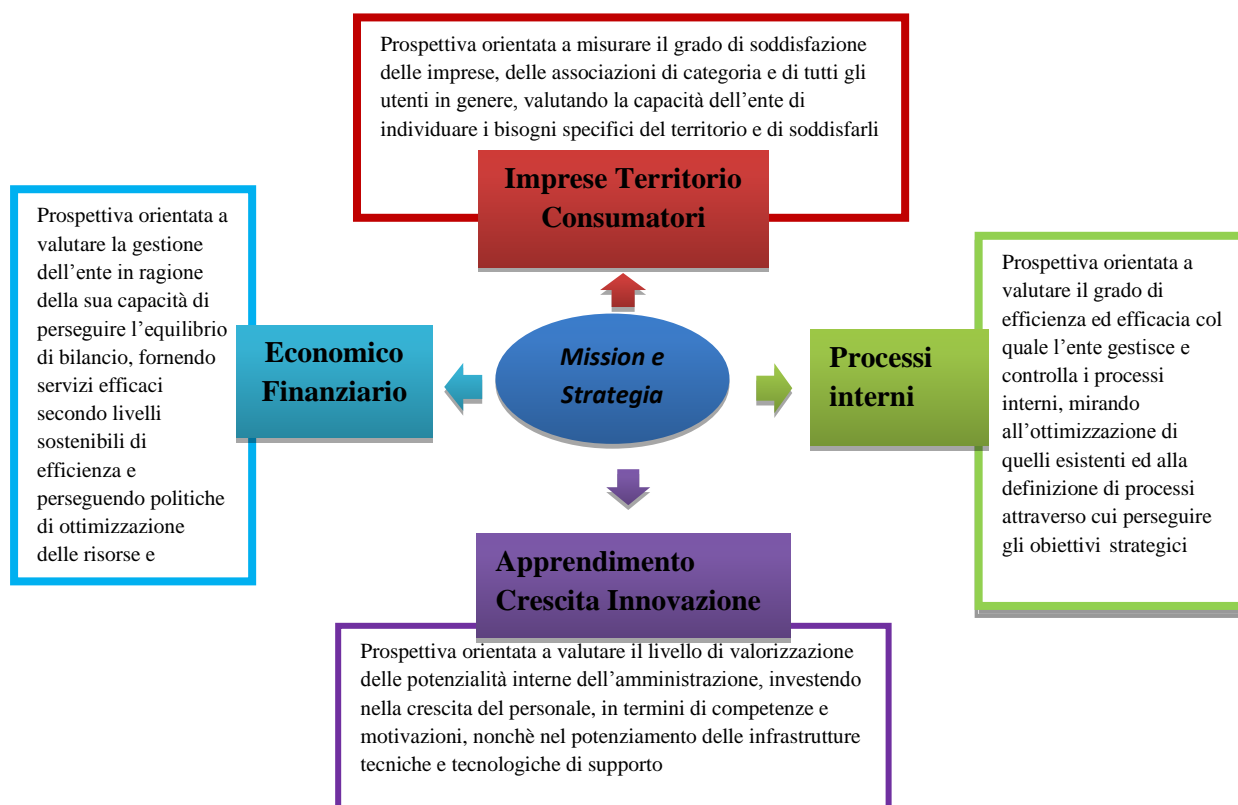 Prospettiva orientata a misurare il grado di soddisfazione
delle imprese, delle associazioni di categoria e di tutti gli
utenti in genere, valutando la capacità dell’ente di
individuare i bisogni specifici del territorio e di soddisfarli
Imprese Territorio
Consumatori
Prospettiva orientata a
valutare la gestione
dell’ente in ragione
della sua capacità di
perseguire l’equilibrio
di bilancio, fornendo
servizi efficaci
secondo livelli
sostenibili di
efficienza e
perseguendo politiche
di ottimizzazione
delle risorse e
Economico
Finanziario
Mission e
Strategia
Processi
interni
Prospettiva orientata a
valutare il grado di
efficienza ed efficacia col
quale l’ente gestisce e
controlla i processi
interni, mirando
all’ottimizzazione di
quelli esistenti ed alla
definizione di processi
attraverso cui perseguire
gli obiettivi strategici
Apprendimento
Crescita Innovazione
Prospettiva orientata a valutare il livello di valorizzazione
delle potenzialità interne dell’amministrazione, investendo
nella crescita del personale, in termini di competenze e
motivazioni, nonchè nel potenziamento delle infrastrutture
tecniche e tecnologiche di supporto